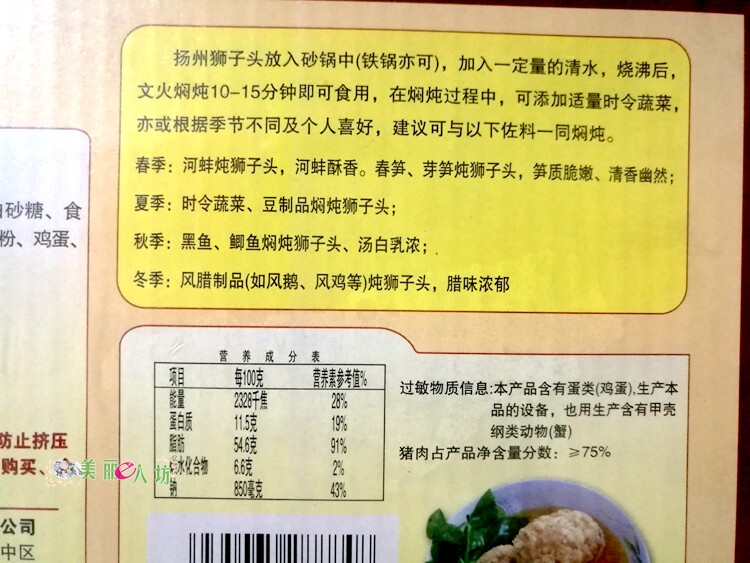 扬州狮子头放入砂锅中(铁锅亦可)，加入一定量的清水，烧沸后，
文火焖炖10-15分钟即可食用，在焖炖过程中，可添加适量时令蔬菜，
亦或根据季节不同及个人喜好，建议可与以下佐料一同焖炖。
春季：河蚌炖狮子头，河蚌酥香。春笋、芽笋炖狮子头，笋质脆嫩、清香幽然；
夏季：时令蔬菜、豆制品焖炖狮子头；
秋季：黑鱼、鲫鱼焖炖狮子头、汤白乳浓；
冬季：风腊制品(如风鹅、风鸡等)炖狮子头，腊味浓郁
白砂糖、食
粉、鸡蛋、
防止挤压
购买、
公司
中区
营养成分表
项目 每100克 营养素参考值%
能量 2328千焦 28%
蛋白质 11.5克 19%
脂肪 54.6克 91%
水化合物 6.6克 2%
钠 850毫克 43%
过敏物质信息:本产品含有蛋类(鸡蛋),生产本
品的设备，也用生产含有甲壳
纲类动物(蟹)
猪肉占产品净含量分数：≥75%
美丽e人坊